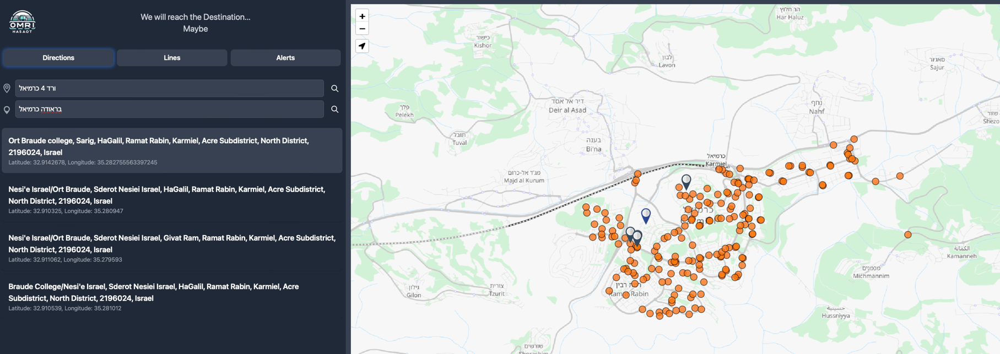 OMRI
HASAOT
We will reach the Destination...
Maybe
Directions
Lines
Alerts
ורד 4 כרמיאל
בראודה כרמיאל
Ort Braude college, Sarig, HaGalil, Ramat Rabin, Karmiel, Acre Subdistrict, North District,
2196024, Israel
Latitude: 32.9142678, Longitude: 35.282755563397245
Nesi'e Israel/Ort Braude, Sderot Nesiei Israel, HaGalil, Ramat Rabin, Karmiel, Acre Subdistrict,
North District, 2196024, Israel
Latitude: 32.910325, Longitude: 35.280947
Nesi'e Israel/Ort Braude, Sderot Nesiei Israel, Givat Ram, Ramat Rabin, Karmiel, Acre Subdistrict,
North District, 2196024, Israel
Latitude: 32.911062, Longitude: 35.279593
Braude College/Nesi'e Israel, Sderot Nesiei Israel, HaGalil, Ramat Rabin, Karmiel, Acre
Subdistrict, North District, 2196024, Israel
Latitude: 32.910539, Longitude: 35.281012
+
−
הר חלוץ
Har Haluz
כישור
Kishor
לבון
Lavon
סאג'ור
Sajur
דיר אל אסד
Deir al Asad
פלך
Pelekh
נחף
Nahf
שזור
Shezo
תובל
Tuval
בענה
Bi'na
כרמיאל
Karmiel
מג'ד אל-כרום
Majd al Kurum
الكمانة
Kamanneh
מכמנים
Michmannim
גילון
Gilon
צורית
Tzurit
חוסנייה
Hussniyya
שורשים
Shorashim